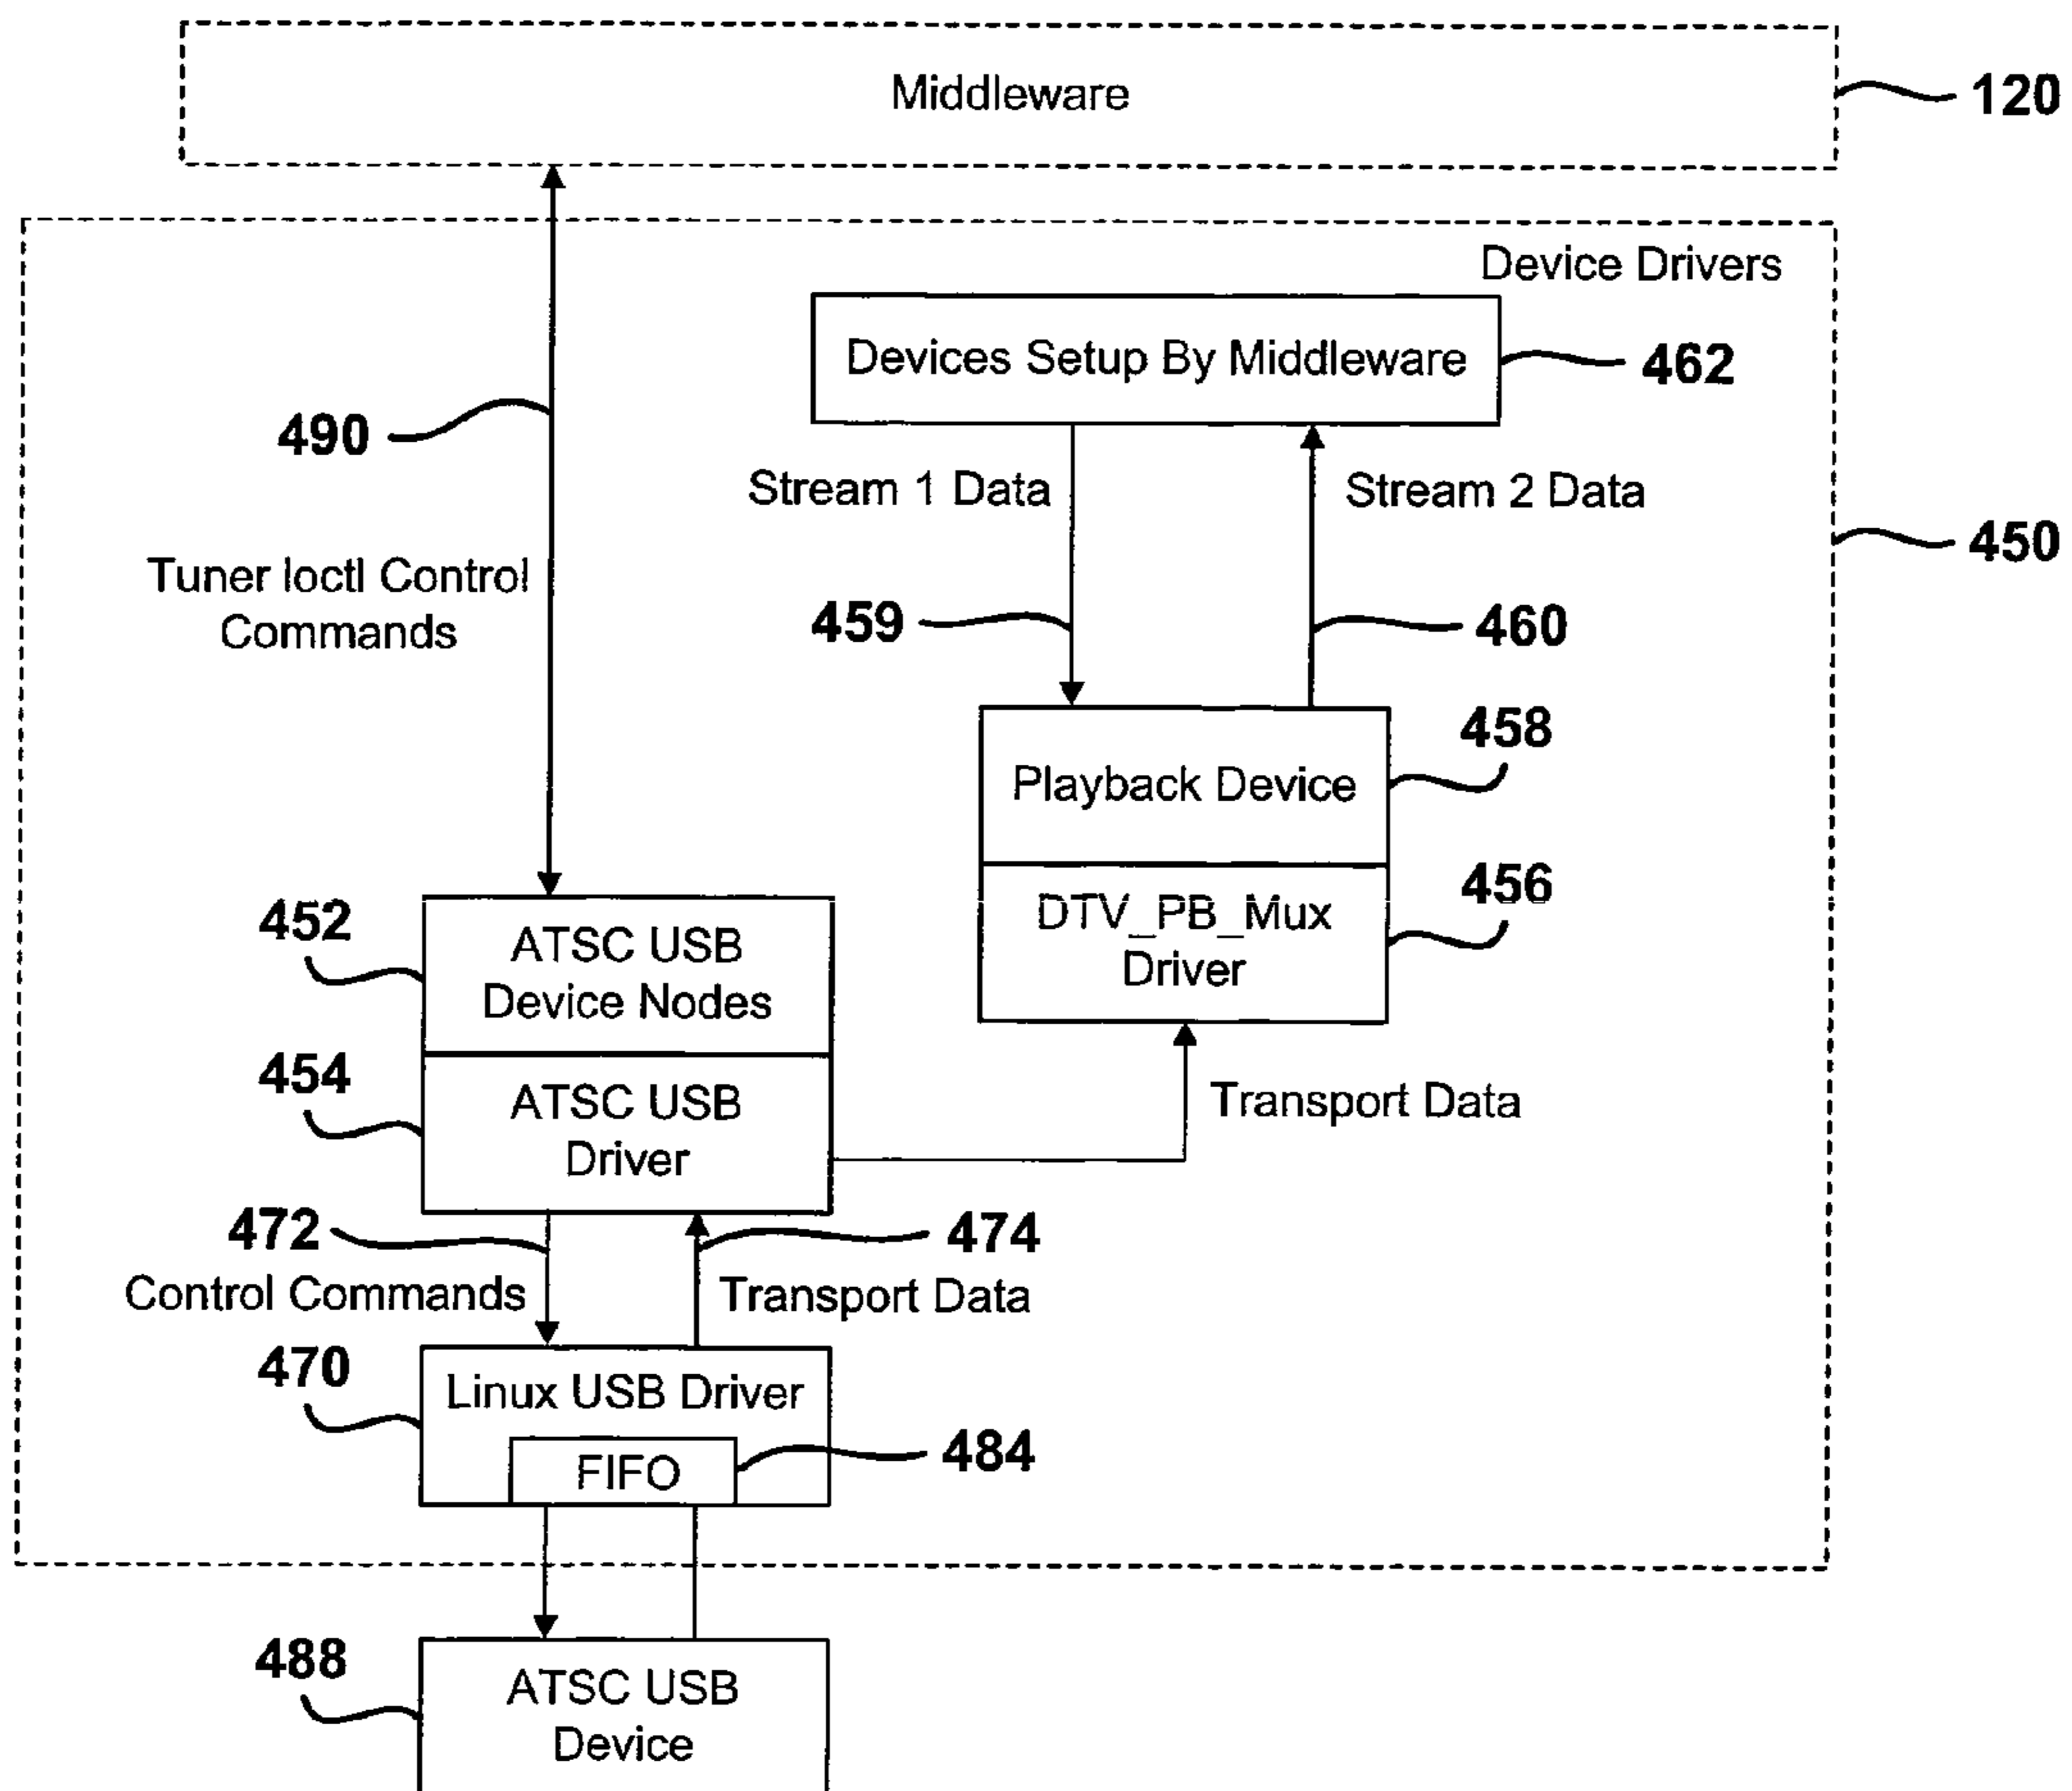 Middleware
120
Device Drivers
Devices Setup By Middleware
462
490
Stream 1 Data
Stream 2 Data
450
Tuner Ioctl Control
Commands
459
460
458
Playback Device
456
452
DTV_PB_Mux
Driver
ATSC USB
Device Nodes
454
ATSC USB
Driver
Transport Data
472
474
Control Commands
Transport Data
470
Linux USB Driver
484
FIFO
488
ATSC USB
Device